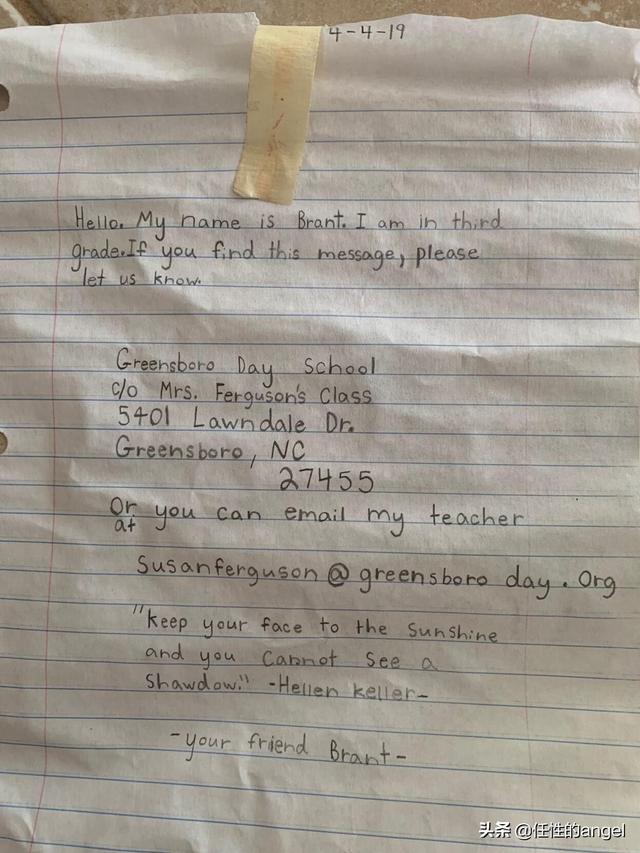 4-4-19
Hello. My name is Brant. I am in third
grade. If you find this message, please
let us know.
Greensboro Day School
c/o Mrs. Ferguson's Class
5401 Lawndale Dr.
Greensboro, NC
27455
Or you can email my teacher
at
Susanferguson@greensboro day.Org
"keep your face to the Sunshine
and you Cannot See a
Shawdow." -Hellen keller-
-your friend Brant-
头条 @任性的angel